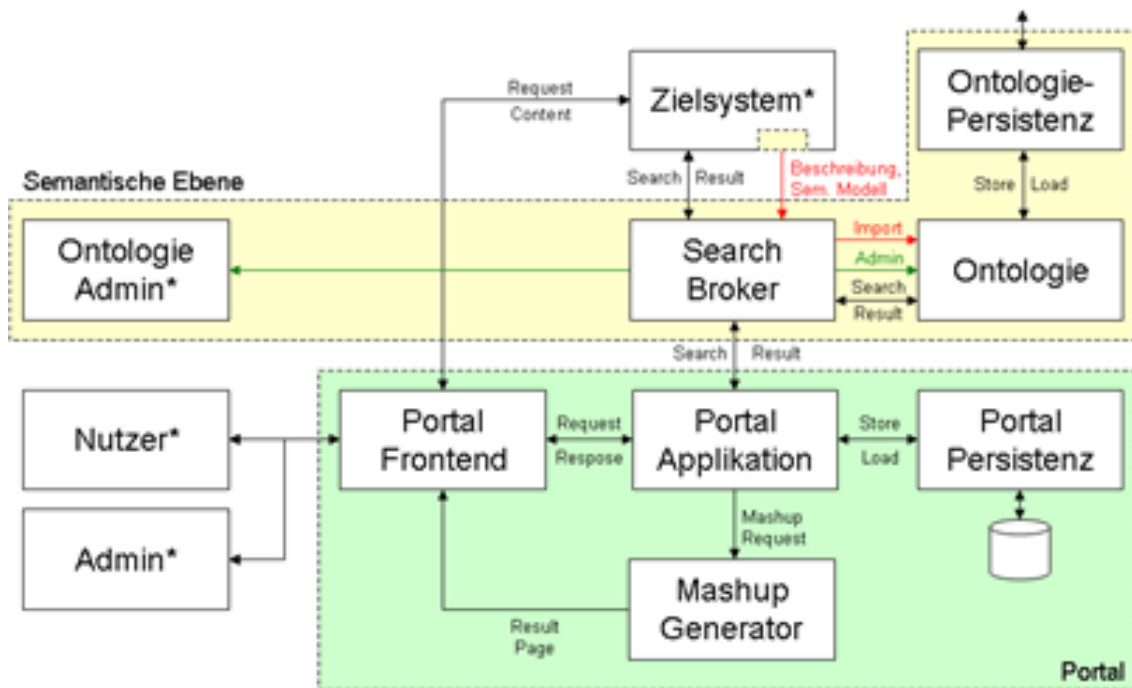 Request
Content
Zielsystem*
Ontologie-
Persistenz
Semantische Ebene
Search Result
Beschreibung,
Sem. Modell
Store Load
Ontologie
Admin*
Search
Broker
Import
Admin
Search
Result
Ontologie
Search Result
Nutzer*
Admin*
Portal
Frontend
Request
Respose
Portal
Applikation
Store
Load
Portal
Persistenz
Mashup
Request
Result
Page
Mashup
Generator
Portal